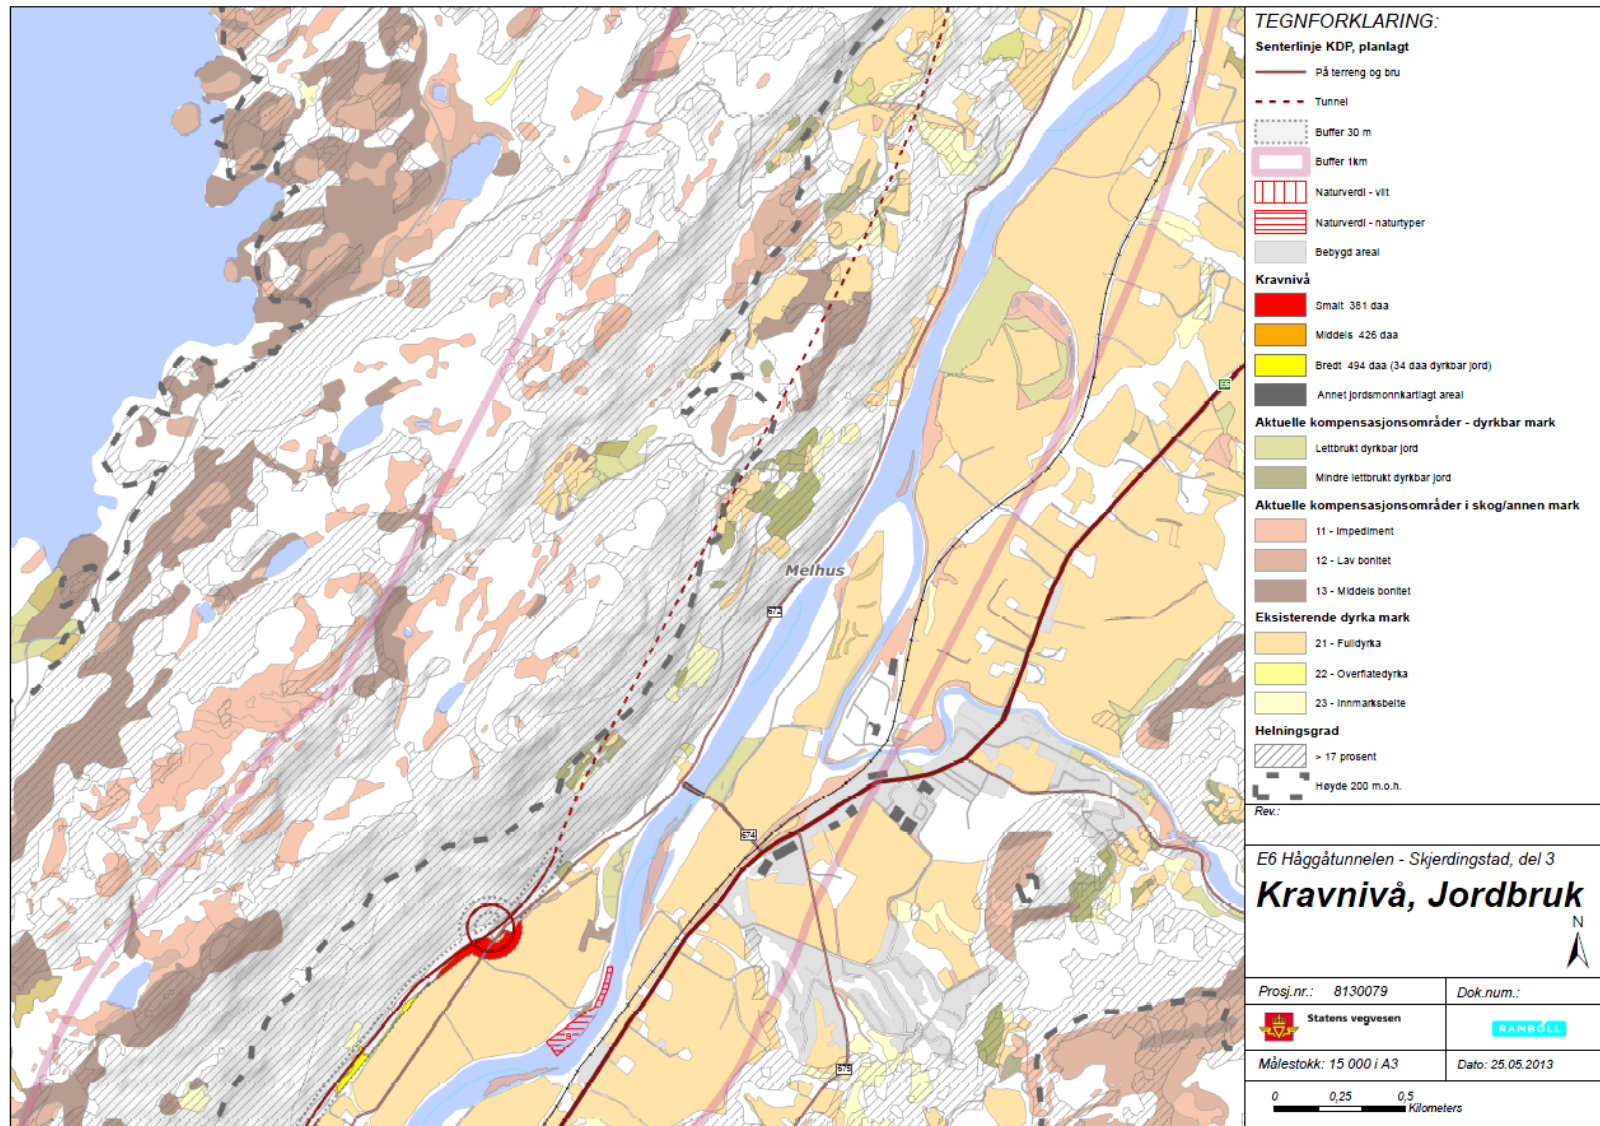 TEGNFORKLARING:
Senterlinje KDP, planlagt
På terreng og bru
Tunnel
Buffer 30 m
Buffer 1km
Naturverdi - vilt
Naturverdi - naturtyper
Bebygd areal
Kravnivå
Smalt 381 daa
Middels 426 daa
Bredt 494 daa (34 daa dyrkbar jord)
Annet jordsmonnkartlagt areal
Aktuelle kompensasjonsområder - dyrkbar mark
Lettbrukt dyrkbar jord
Mindre lettbrukt dyrkbar jord
Aktuelle kompensasjonsområder i skog/annen mark
11 - Impediment
12 - Lav bonitet
13 - Middels bonitet
Eksisterende dyrka mark
21 - Fulldyrka
22 - Overflatedyrka
23 - Innmarksbeite
Helningsgrad
> 17 prosent
Høyde 200 m.o.h.
Rev.:
E6 Håggåtunnelen - Skjerdingstad, del 3
Kravnivå, Jordbruk
N
Prosj.nr.: 8130079
Dok.num.:
Statens vegvesen
RAMBOLL
Målestokk: 15 000 i A3
Dato: 25.05.2013
0 0,25 0,5
Kilometers
E6
Melhus
672
674
675